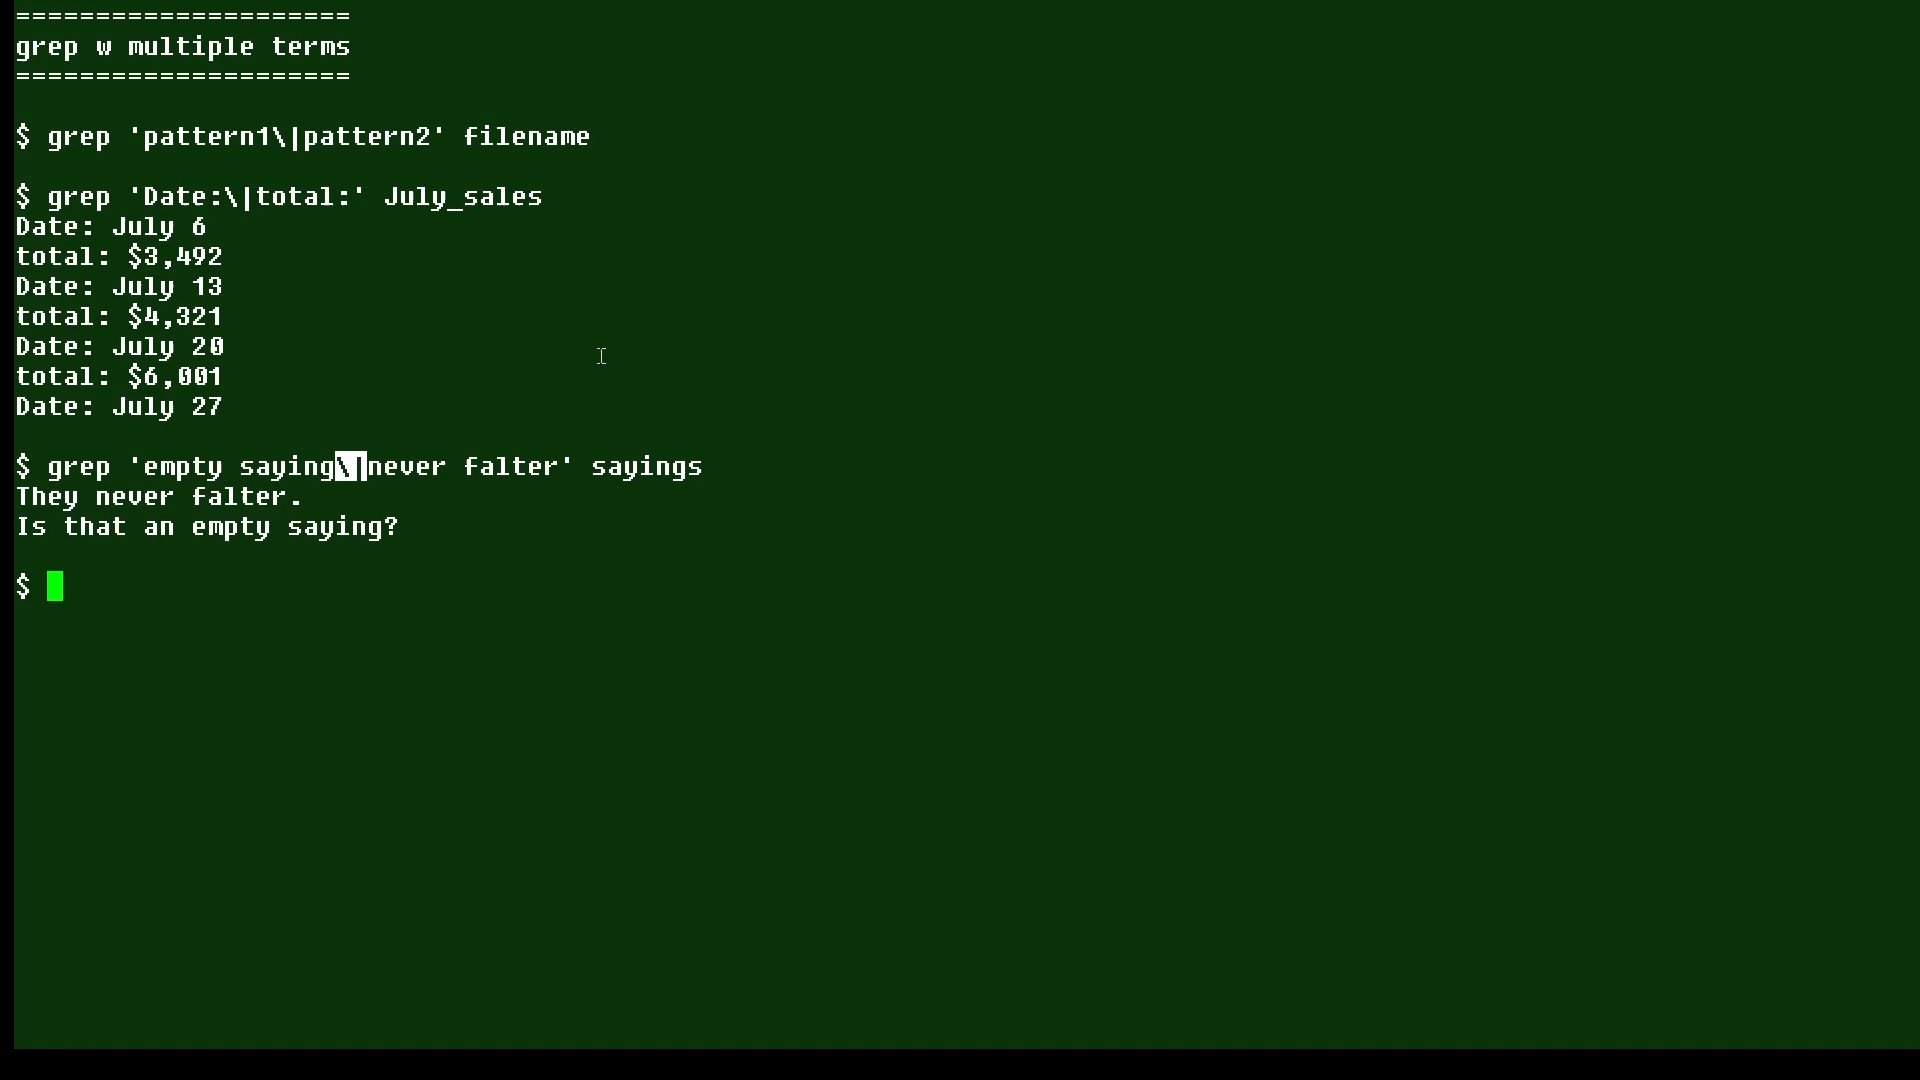 =====================
grep w multiple terms
=====================
$ grep 'pattern1\|pattern2' filename
$ grep 'Date:\|total:' July_sales
Date: July 6
total: $3,492
Date: July 13
total: $4,321
Date: July 20
total: $6,001
Date: July 27
$ grep 'empty saying\|never falter' sayings
They never falter.
Is that an empty saying?
$